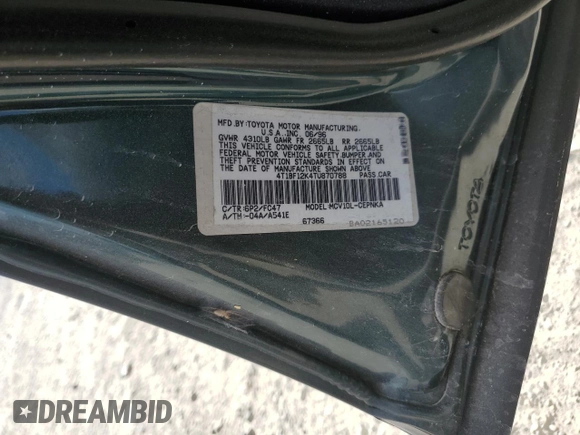 MFD.BY:TOYOTA MOTOR MANUFACTURING,
U.S.A.,INC. 06/96
GVWR 4310LB GAWR FR 2665LB RR 2665LB
THIS VEHICLE CONFORMS TO ALL APPLICABLE
FEDERAL MOTOR VEHICLE SAFETY,BUMPER,AND
THEFT PREVENTION STANDARDS IN EFFECT ON
THE DATE OF MANUFACTURE SHOWN ABOVE.
4T1BF12K4TU870788 PASS.CAR
C/TR:6P2/FC47 MODEL:MCV10L-CEPNKA
A/TM:-04A/A541E 67366
BA02165120
TOYOTA
DREAMBID